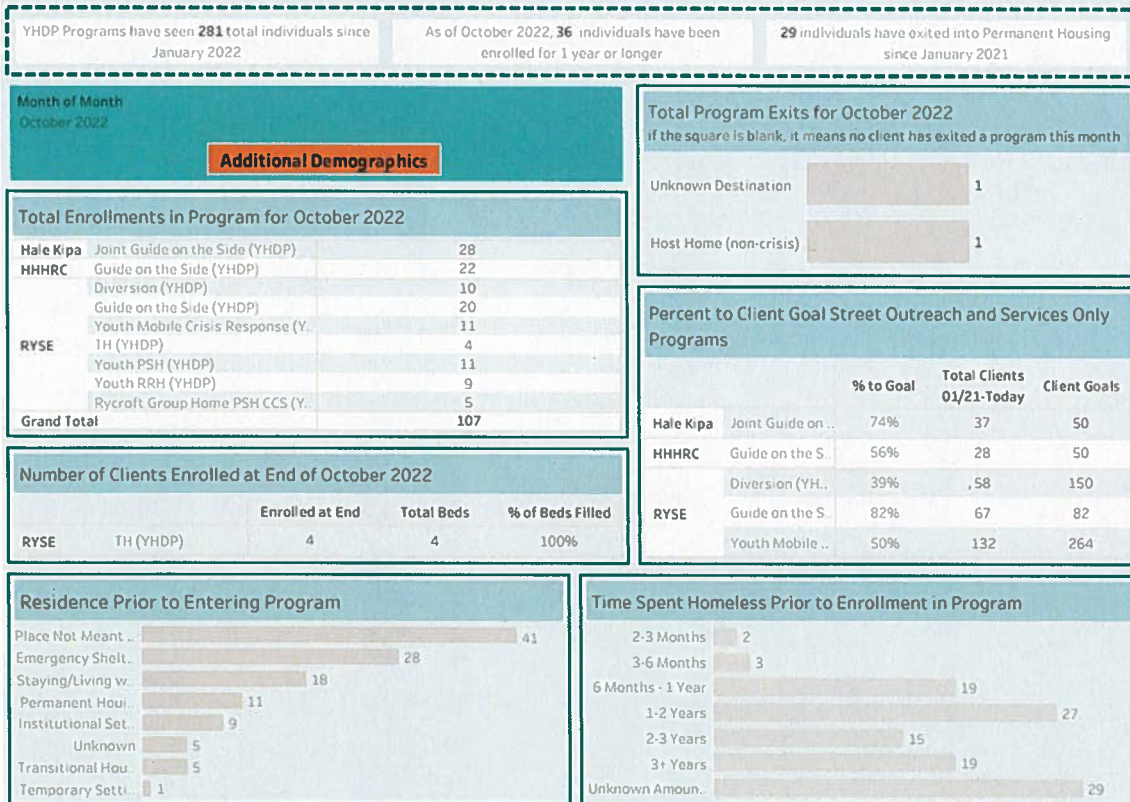 YHDP Programs have seen 281 total individuals since
January 2022
As of October 2022, 36 individuals have been
enrolled for 1 year or longer
29 individuals have exited into Permanent Housing
since January 2021
Month of Month
October 2022
Additional Demographics
Total Program Exits for October 2022
if the square is blank, it means no client has exited a program this month
Unknown Destination 1
Host Home (non-crisis) 1
Total Enrollments in Program for October 2022
Hale Kipa Joint Guide on the Side (YHDP) 28
HHHRC Guide on the Side (YHDP) 22
Diversion (YHDP) 10
Guide on the Side (YHDP) 20
Youth Mobile Crisis Response (Y.. 11
RYSE TH (YHDP) 4
Youth PSH (YHDP) 11
Youth RRH (YHDP) 9
Rycroft Group Home PSH CCS (Y.. 5
Grand Total 107
Percent to Client Goal Street Outreach and Services Only
Programs
% to Goal Total Clients 01/21-Today Client Goals
Hale Kipa Joint Guide on .. 74% 37 50
HHHRC Guide on the S.. 56% 28 50
Diversion (YH.. 39% 58 150
RYSE Guide on the S.. 82% 67 82
Youth Mobile .. 50% 132 264
Number of Clients Enrolled at End of October 2022
Enrolled at End Total Beds % of Beds Filled
RYSE TH (YHDP) 4 4 100%
Residence Prior to Entering Program
Place Not Meant .. 41
Emergency Shelt.. 28
Staying/Living w.. 18
Permanent Houi.. 11
Institutional Set.. 9
Unknown 5
Transitional Hou.. 5
Temporary Setti.. 1
Time Spent Homeless Prior to Enrollment in Program
2-3 Months 2
3-6 Months 3
6 Months - 1 Year 19
1-2 Years 27
2-3 Years 15
3+ Years 19
Unknown Amoun.. 29